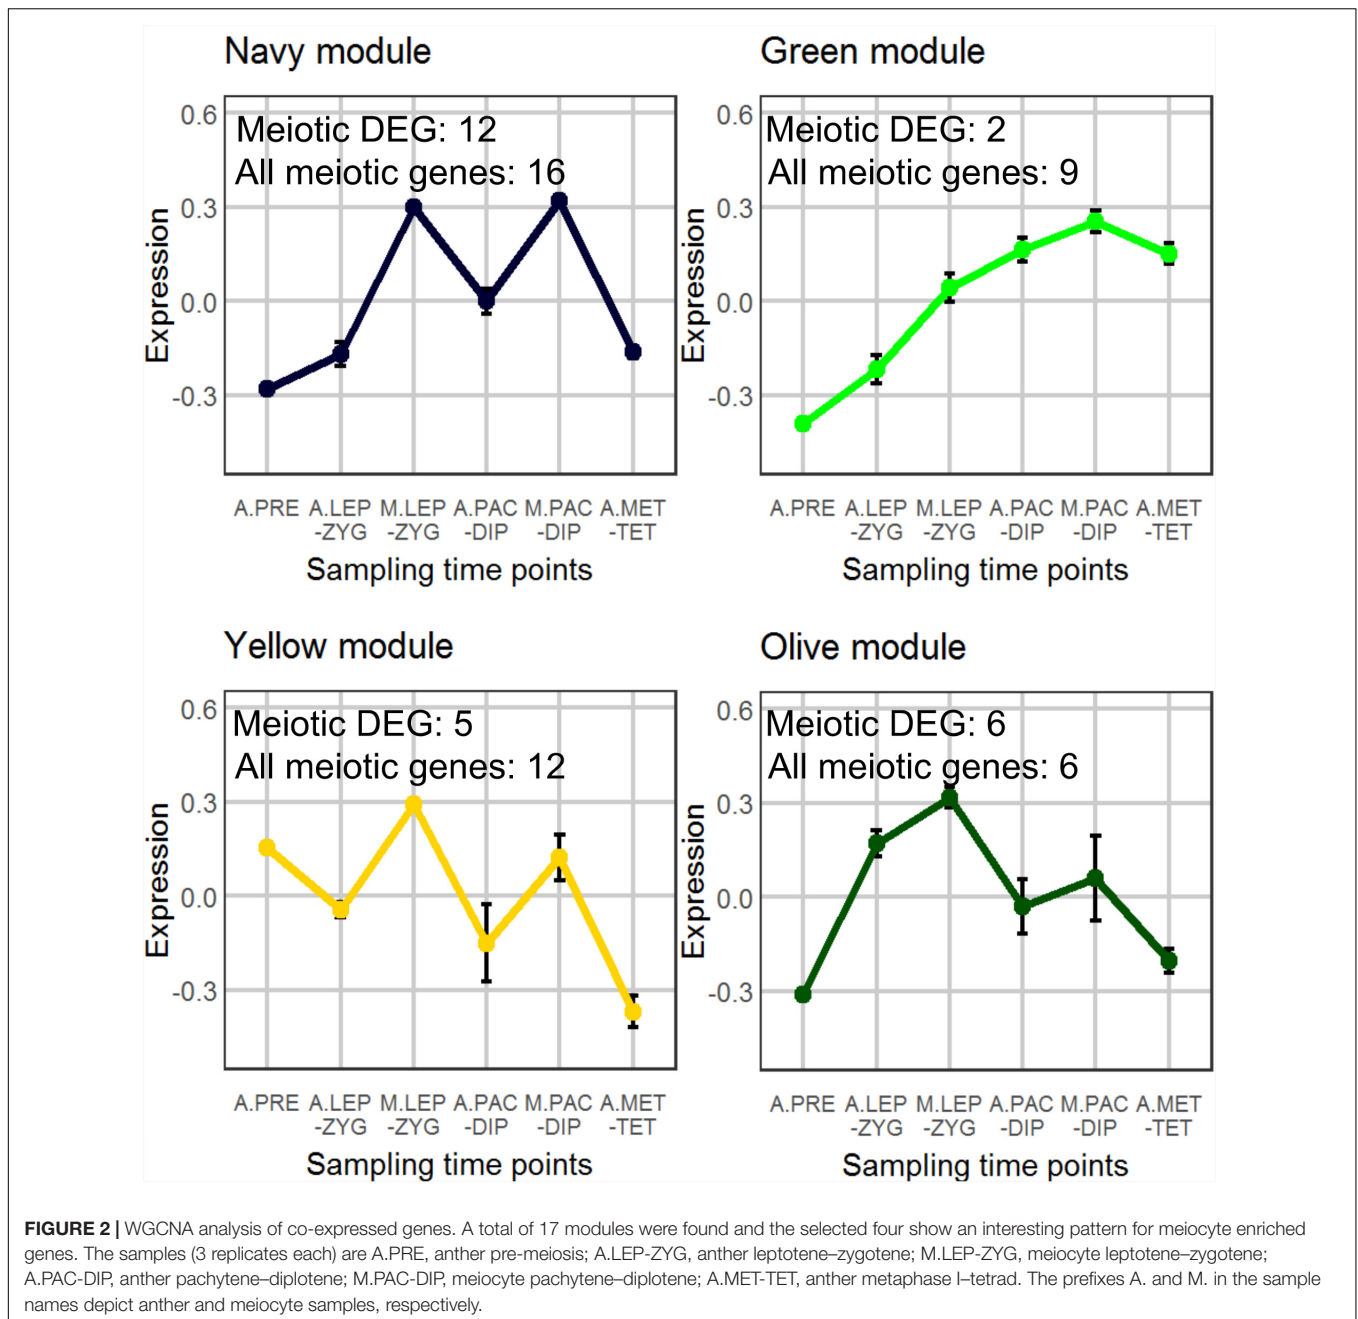 Navy module
Meiotic DEG: 12
All meiotic genes: 16
0.6
0.3
0.0
-0.3
Expression
A.PRE A.LEP M.LEP A.PAC M.PAC A.MET
-ZYG -ZYG -DIP -DIP -TET
Sampling time points
Green module
Meiotic DEG: 2
All meiotic genes: 9
0.6
0.3
0.0
-0.3
Expression
A.PRE A.LEP M.LEP A.PAC M.PAC A.MET
-ZYG -ZYG -DIP -DIP -TET
Sampling time points
Yellow module
Meiotic DEG: 5
All meiotic genes: 12
0.6
0.3
0.0
-0.3
Expression
A.PRE A.LEP M.LEP A.PAC M.PAC A.MET
-ZYG -ZYG -DIP -DIP -TET
Sampling time points
Olive module
Meiotic DEG: 6
All meiotic genes: 6
0.6
0.3
0.0
-0.3
Expression
A.PRE A.LEP M.LEP A.PAC M.PAC A.MET
-ZYG -ZYG -DIP -DIP -TET
Sampling time points
FIGURE 2 | WGCNA analysis of co-expressed genes. A total of 17 modules were found and the selected four show an interesting pattern for meiocyte enriched
genes. The samples (3 replicates each) are A.PRE, anther pre-meiosis; A.LEP-ZYG, anther leptotene–zygotene; M.LEP-ZYG, meiocyte leptotene–zygotene;
A.PAC-DIP, anther pachytene–diplotene; M.PAC-DIP, meiocyte pachytene–diplotene; A.MET-TET, anther metaphase I–tetrad. The prefixes A. and M. in the sample
names depict anther and meiocyte samples, respectively.